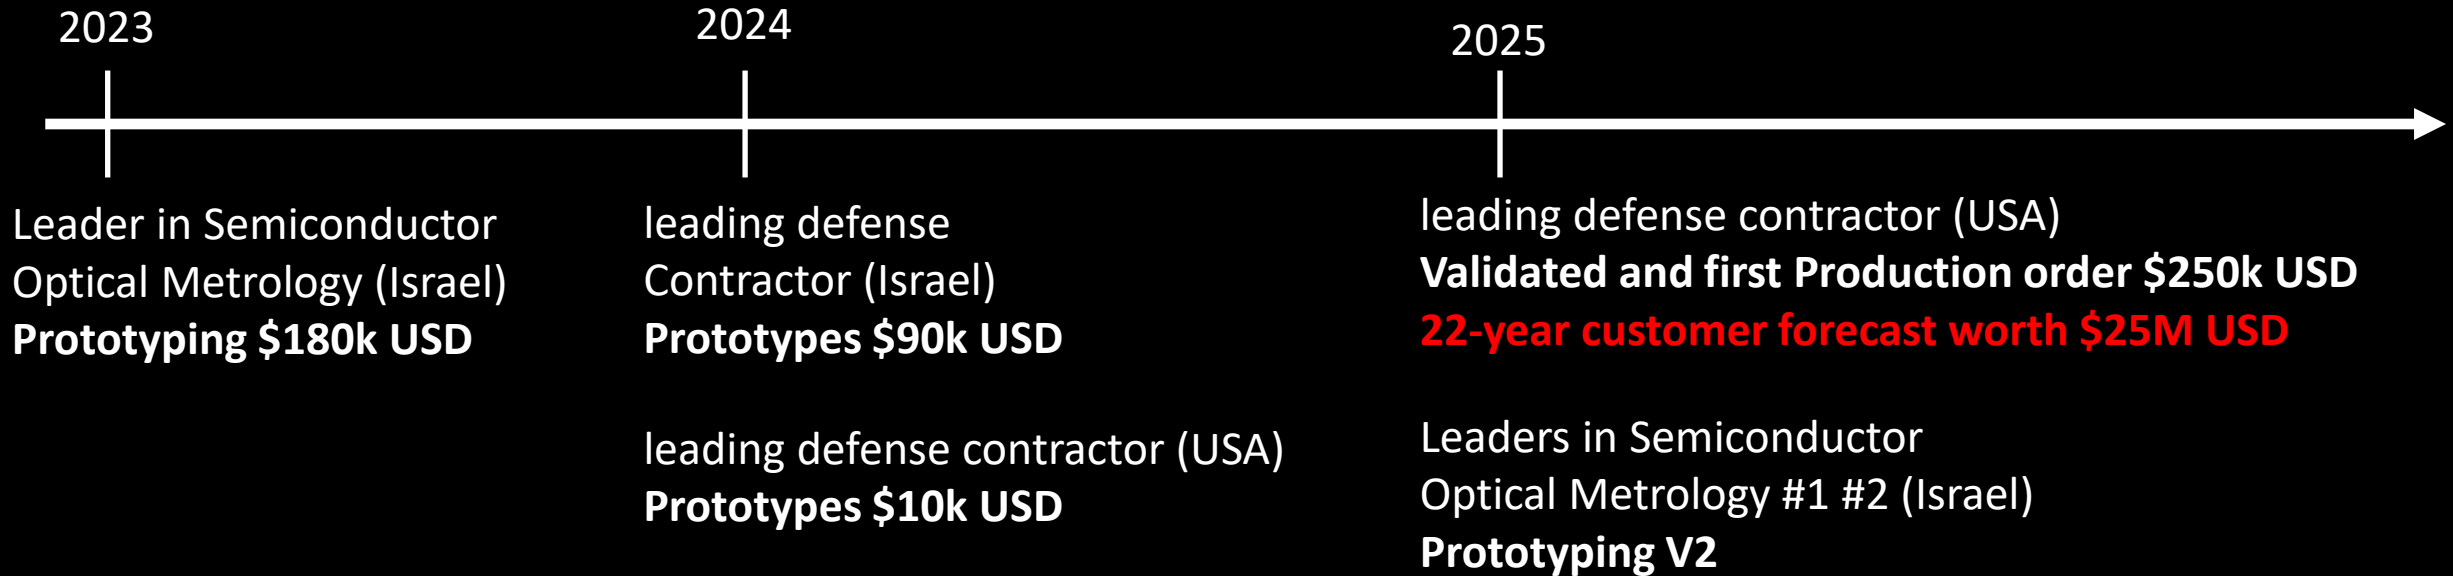 2023
2024
2025
Leader in Semiconductor
Optical Metrology (Israel)
Prototyping $180k USD
leading defense
Contractor (Israel)
Prototypes $90k USD
leading defense contractor (USA)
Prototypes $10k USD
leading defense contractor (USA)
Validated and first Production order $250k USD
22-year customer forecast worth $25M USD
Leaders in Semiconductor
Optical Metrology #1 #2 (Israel)
Prototyping V2